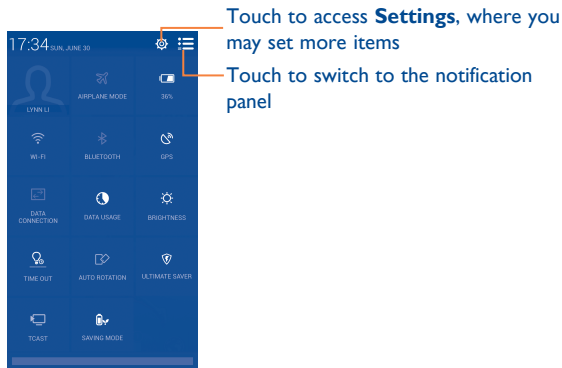 Touch to access Settings, where you
may set more items
Touch to switch to the notification
panel
17:34 SUN, JUNE 30
LYNN LI
AIRPLANE MODE
36%
WI-FI
BLUETOOTH
GPS
DATA
CONNECTION
DATA USAGE
BRIGHTNESS
TIME OUT
AUTO ROTATION
ULTIMATE SAVER
TCAST
SAVING MODE